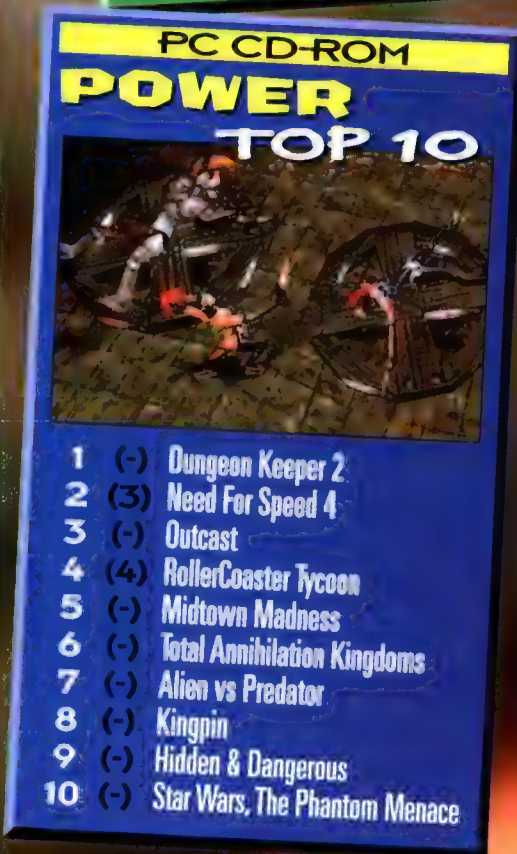 PC CD-ROM
POWER
TOP 10
1 (-) Dungeon Keeper 2
2 (3) Need For Speed 4
3 (-) Outcast
4 (4) RollerCoaster Tycoon
5 (-) Midtown Madness
6 (-) Total Annihilation Kingdoms
7 (-) Alien vs Predator
8 (-) Kingpin
9 (-) Hidden & Dangerous
10 (-) Star Wars, The Phantom Menace